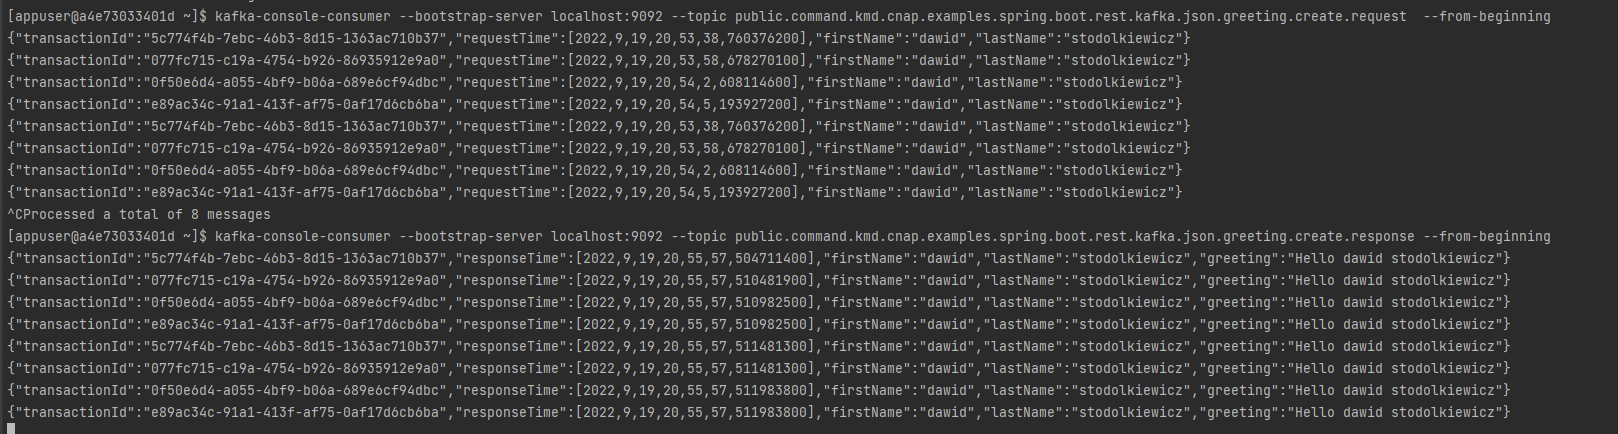 [appuser@a4e73033401d ~]$ kafka-console-consumer --bootstrap-server localhost:9092 --topic public.command.kmd.cnap.examples.spring.boot.rest.kafka.json.greeting.create.request  --from-beginning
{"transactionId":"5c774f4b-7ebc-46b3-8d15-1363ac710b37","requestTime":[2022,9,19,20,53,38,760376200],"firstName":"dawid","lastName":"stodolkiewicz"}
{"transactionId":"077fc715-c19a-4754-b926-86935912e9a0","requestTime":[2022,9,19,20,53,58,678270100],"firstName":"dawid","lastName":"stodolkiewicz"}
{"transactionId":"0f50e6d4-a055-4bf9-b06a-689e6cf94dbc","requestTime":[2022,9,19,20,54,2,608114600],"firstName":"dawid","lastName":"stodolkiewicz"}
{"transactionId":"e89ac34c-91a1-413f-af75-0af17d6cb6ba","requestTime":[2022,9,19,20,54,5,193927200],"firstName":"dawid","lastName":"stodolkiewicz"}
{"transactionId":"5c774f4b-7ebc-46b3-8d15-1363ac710b37","requestTime":[2022,9,19,20,53,38,760376200],"firstName":"dawid","lastName":"stodolkiewicz"}
{"transactionId":"077fc715-c19a-4754-b926-86935912e9a0","requestTime":[2022,9,19,20,53,58,678270100],"firstName":"dawid","lastName":"stodolkiewicz"}
{"transactionId":"0f50e6d4-a055-4bf9-b06a-689e6cf94dbc","requestTime":[2022,9,19,20,54,2,608114600],"firstName":"dawid","lastName":"stodolkiewicz"}
{"transactionId":"e89ac34c-91a1-413f-af75-0af17d6cb6ba","requestTime":[2022,9,19,20,54,5,193927200],"firstName":"dawid","lastName":"stodolkiewicz"}
^CProcessed a total of 8 messages
[appuser@a4e73033401d ~]$ kafka-console-consumer --bootstrap-server localhost:9092 --topic public.command.kmd.cnap.examples.spring.boot.rest.kafka.json.greeting.create.response --from-beginning
{"transactionId":"5c774f4b-7ebc-46b3-8d15-1363ac710b37","responseTime":[2022,9,19,20,55,57,504711400],"firstName":"dawid","lastName":"stodolkiewicz","greeting":"Hello dawid stodolkiewicz"}
{"transactionId":"077fc715-c19a-4754-b926-86935912e9a0","responseTime":[2022,9,19,20,55,57,510481900],"firstName":"dawid","lastName":"stodolkiewicz","greeting":"Hello dawid stodolkiewicz"}
{"transactionId":"0f50e6d4-a055-4bf9-b06a-689e6cf94dbc","responseTime":[2022,9,19,20,55,57,510982500],"firstName":"dawid","lastName":"stodolkiewicz","greeting":"Hello dawid stodolkiewicz"}
{"transactionId":"e89ac34c-91a1-413f-af75-0af17d6cb6ba","responseTime":[2022,9,19,20,55,57,510982500],"firstName":"dawid","lastName":"stodolkiewicz","greeting":"Hello dawid stodolkiewicz"}
{"transactionId":"5c774f4b-7ebc-46b3-8d15-1363ac710b37","responseTime":[2022,9,19,20,55,57,511481300],"firstName":"dawid","lastName":"stodolkiewicz","greeting":"Hello dawid stodolkiewicz"}
{"transactionId":"077fc715-c19a-4754-b926-86935912e9a0","responseTime":[2022,9,19,20,55,57,511481300],"firstName":"dawid","lastName":"stodolkiewicz","greeting":"Hello dawid stodolkiewicz"}
{"transactionId":"0f50e6d4-a055-4bf9-b06a-689e6cf94dbc","responseTime":[2022,9,19,20,55,57,511983800],"firstName":"dawid","lastName":"stodolkiewicz","greeting":"Hello dawid stodolkiewicz"}
{"transactionId":"e89ac34c-91a1-413f-af75-0af17d6cb6ba","responseTime":[2022,9,19,20,55,57,511983800],"firstName":"dawid","lastName":"stodolkiewicz","greeting":"Hello dawid stodolkiewicz"}